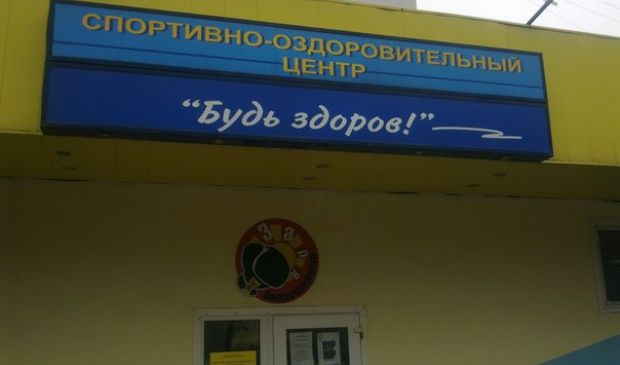 СПОРТИВНО-ОЗДОРОВИТЕЛЬНЫЙ
ЦЕНТР
“Будь здоров!”